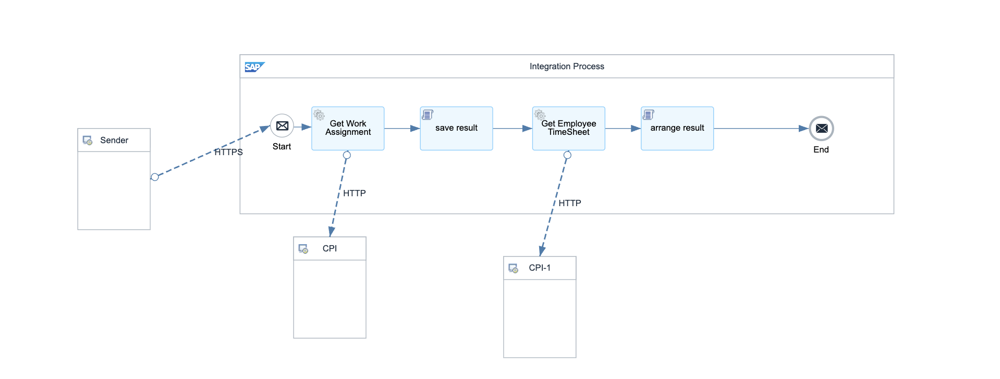 SAP
Integration Process
Sender
HTTPS
Start
Get Work
Assignment
save result
Get Employee
TimeSheet
arrange result
End
HTTP
HTTP
CPI
CPI-1